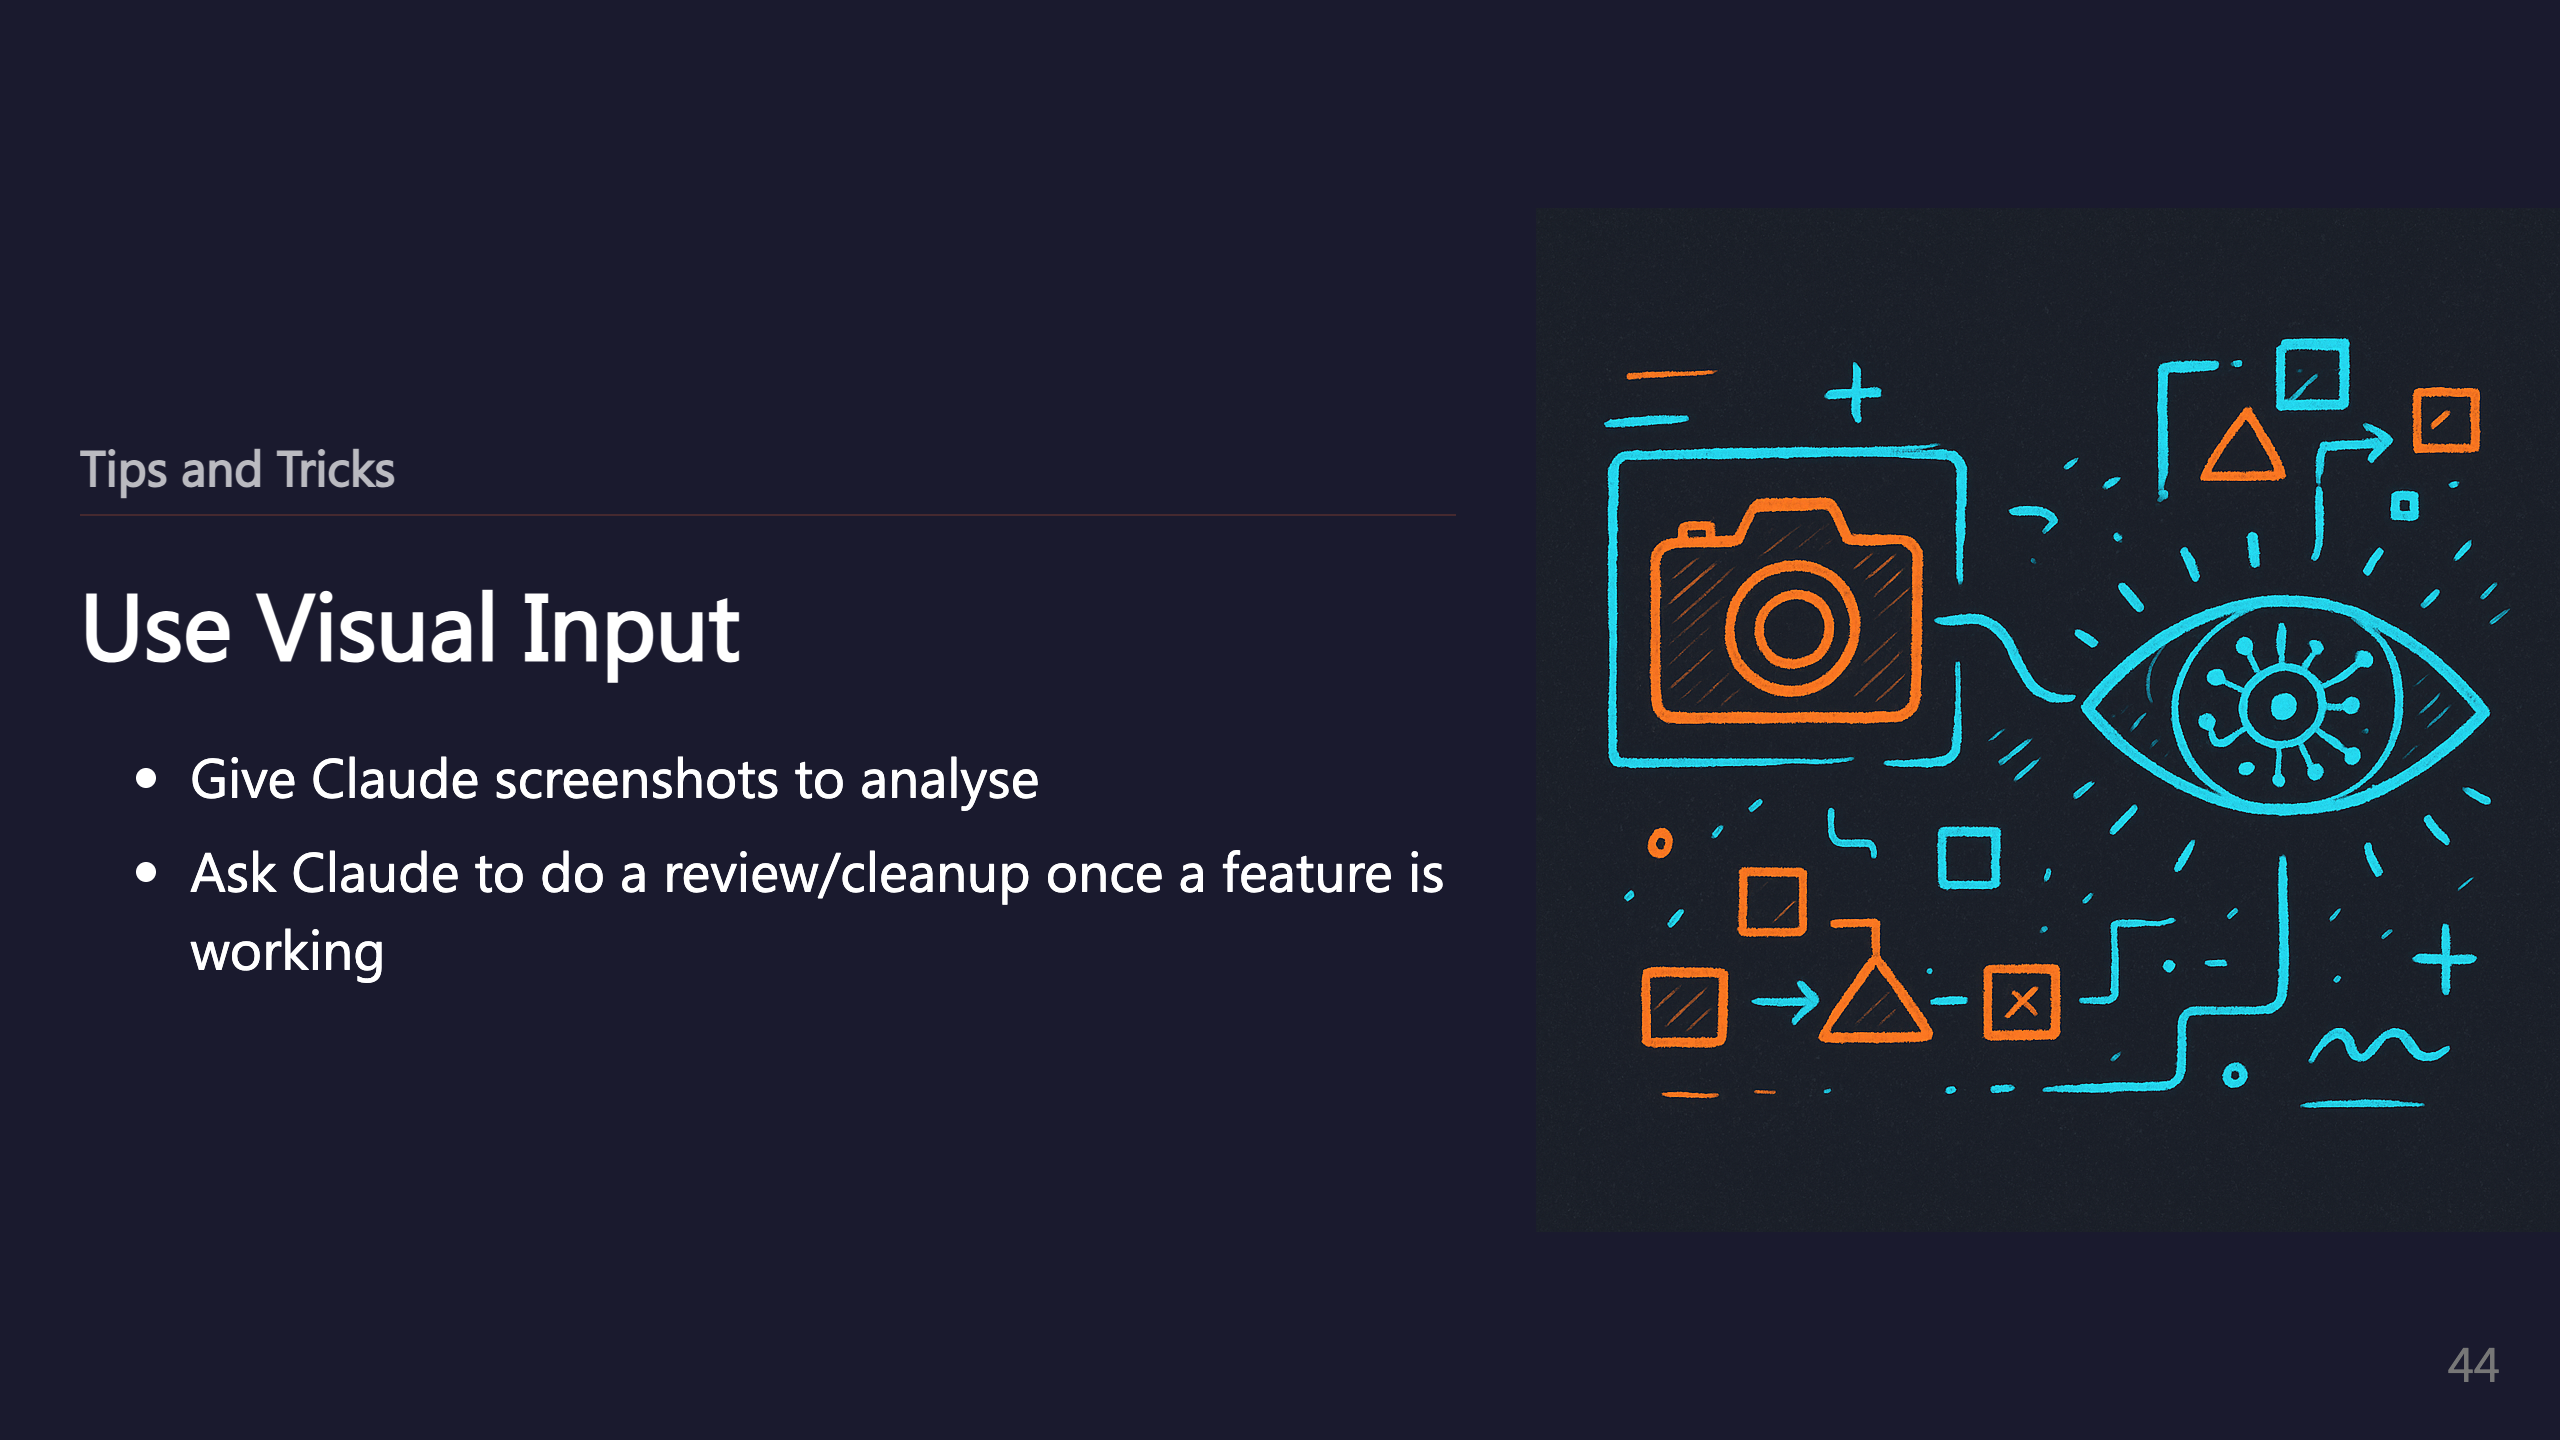 Tips and Tricks
Use Visual Input
• Give Claude screenshots to analyse
• Ask Claude to do a review/cleanup once a feature is
working
44